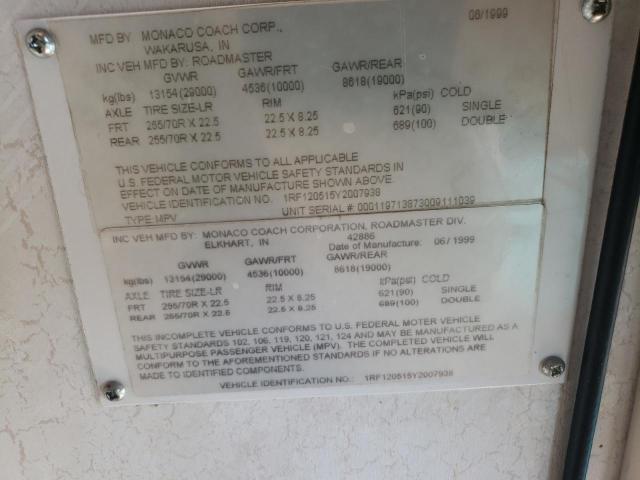 MFD BY MONACO COACH CORP., 06/1999
WAKARUSA, IN
INC VEH MFD BY: ROADMASTER
GVWR GAWR/FRT GAWR/REAR
kg(lbs) 13154(29000) 4536(10000) 8618(19000)
AXLE TIRE SIZE-LR RIM kPa(psi) COLD
FRT 255/70R X 22.5 22.5 X 8.25 621(90) SINGLE
REAR 255/70R X 22.5 22.5 X 8.25 689(100) DOUBLE
THIS VEHICLE CONFORMS TO ALL APPLICABLE
U.S. FEDERAL MOTOR VEHICLE SAFETY STANDARDS IN
EFFECT ON DATE OF MANUFACTURE SHOWN ABOVE.
VEHICLE IDENTIFICATION NO. 1RF120515Y2007938
TYPE MPV UNIT SERIAL # 000119713873009111039
INC VEH MFD BY: MONACO COACH CORPORATION, ROADMASTER DIV.
ELKHART, IN 42886
Date of Manufacture: 06/1999
GVWR GAWR/FRT GAWR/REAR
kg(lbs) 13154(29000) 4536(10000) 8618(19000)
AXLE TIRE SIZE-LR RIM kPa(psi) COLD
FRT 255/70R X 22.5 22.5 X 8.25 621(90) SINGLE
REAR 255/70R X 22.5 22.5 X 8.25 689(100) DOUBLE
THIS INCOMPLETE VEHICLE CONFORMS TO U.S. FEDERAL MOTOR VEHICLE
SAFETY STANDARDS 102, 106, 119, 120, 121, 124 AND MAY BE MANUFACTURED AS A
MULTIPURPOSE PASSENGER VEHICLE (MPV). THE COMPLETED VEHICLE WILL
CONFORM TO THE AFOREMENTIONED STANDARDS IF NO ALTERATIONS ARE
MADE TO IDENTIFIED COMPONENTS.
VEHICLE IDENTIFICATION NO.: 1RF120515Y2007938